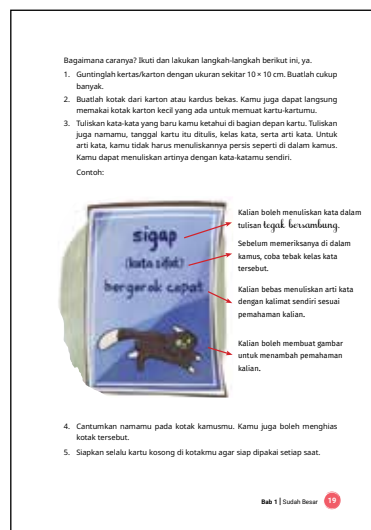 Bagaimana caranya? Ikuti dan lakukan langkah-langkah berikut ini, ya.
1. Guntinglah kertas/karton dengan ukuran sekitar 10 × 10 cm. Buatlah cukup
banyak.
2. Buatlah kotak dari karton atau kardus bekas. Kamu juga dapat langsung
memakai kotak karton kecil yang ada untuk memuat kartu-kartumu.
3. Tuliskan kata-kata yang baru kamu ketahui di bagian depan kartu. Tuliskan
juga namamu, tanggal kartu itu ditulis, kelas kata, serta arti kata. Untuk
arti kata, kamu tidak harus menuliskannya persis seperti di dalam kamus.
Kamu dapat menuliskan artinya dengan kata-katamu sendiri.
Contoh:
sigap
(kata sifat)
bergerak cepat
Kalian boleh menuliskan kata dalam
tulisan tegak bersambung.
Sebelum memeriksanya di dalam
kamus, coba tebak kelas kata
tersebut.
Kalian bebas menuliskan arti kata
dengan kalimat sendiri sesuai
pemahaman kalian.
Kalian boleh membuat gambar
untuk menambah pemahaman
kalian.
4. Cantumkan namamu pada kotak kamusmu. Kamu juga boleh menghias
kotak tersebut.
5. Siapkan selalu kartu kosong di kotakmu agar siap dipakai setiap saat.
Bab 1 | Sudah Besar 19